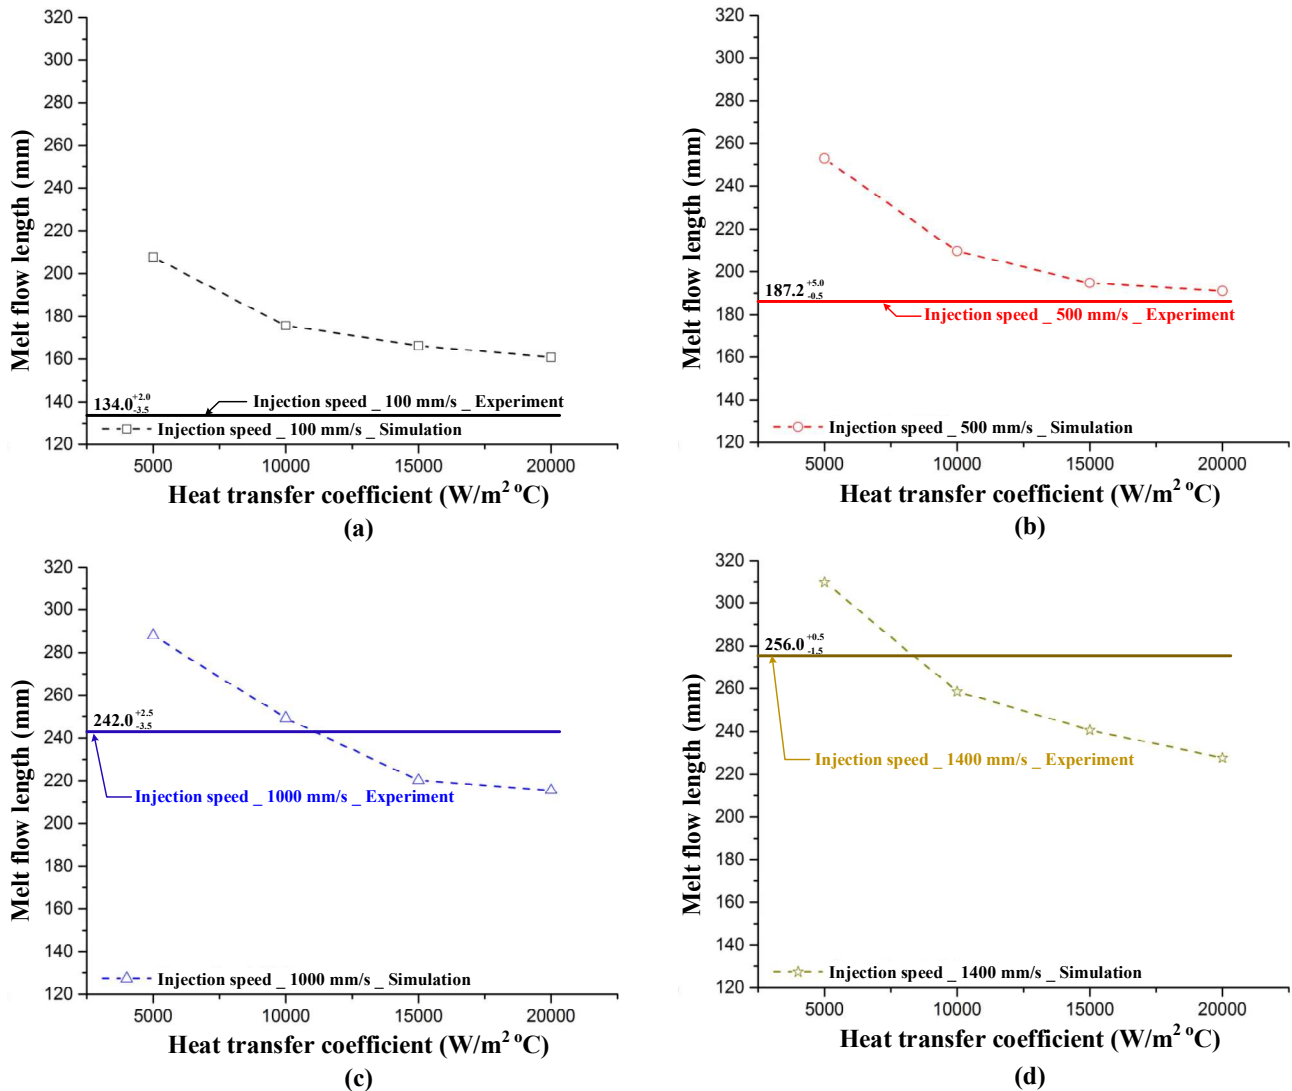 320
300
280
260
240
220
200
180
160
140
120
Melt flow length (mm)
134.0 +2.0 -3.5
Injection speed _ 100 mm/s _ Experiment
Injection speed _ 100 mm/s _ Simulation
5000 10000 15000 20000
Heat transfer coefficient (W/m² ºC)
(a)
320
300
280
260
240
220
200
180
160
140
120
Melt flow length (mm)
187.2 +5.0 -0.5
Injection speed _ 500 mm/s _ Experiment
Injection speed _ 500 mm/s _ Simulation
5000 10000 15000 20000
Heat transfer coefficient (W/m² ºC)
(b)
320
300
280
260
240
220
200
180
160
140
120
Melt flow length (mm)
242.0 +2.5 -3.5
Injection speed _ 1000 mm/s _ Experiment
Injection speed _ 1000 mm/s _ Simulation
5000 10000 15000 20000
Heat transfer coefficient (W/m² ºC)
(c)
320
300
280
260
240
220
200
180
160
140
120
Melt flow length (mm)
256.0 +0.5 -1.5
Injection speed _ 1400 mm/s _ Experiment
Injection speed _ 1400 mm/s _ Simulation
5000 10000 15000 20000
Heat transfer coefficient (W/m² ºC)
(d)